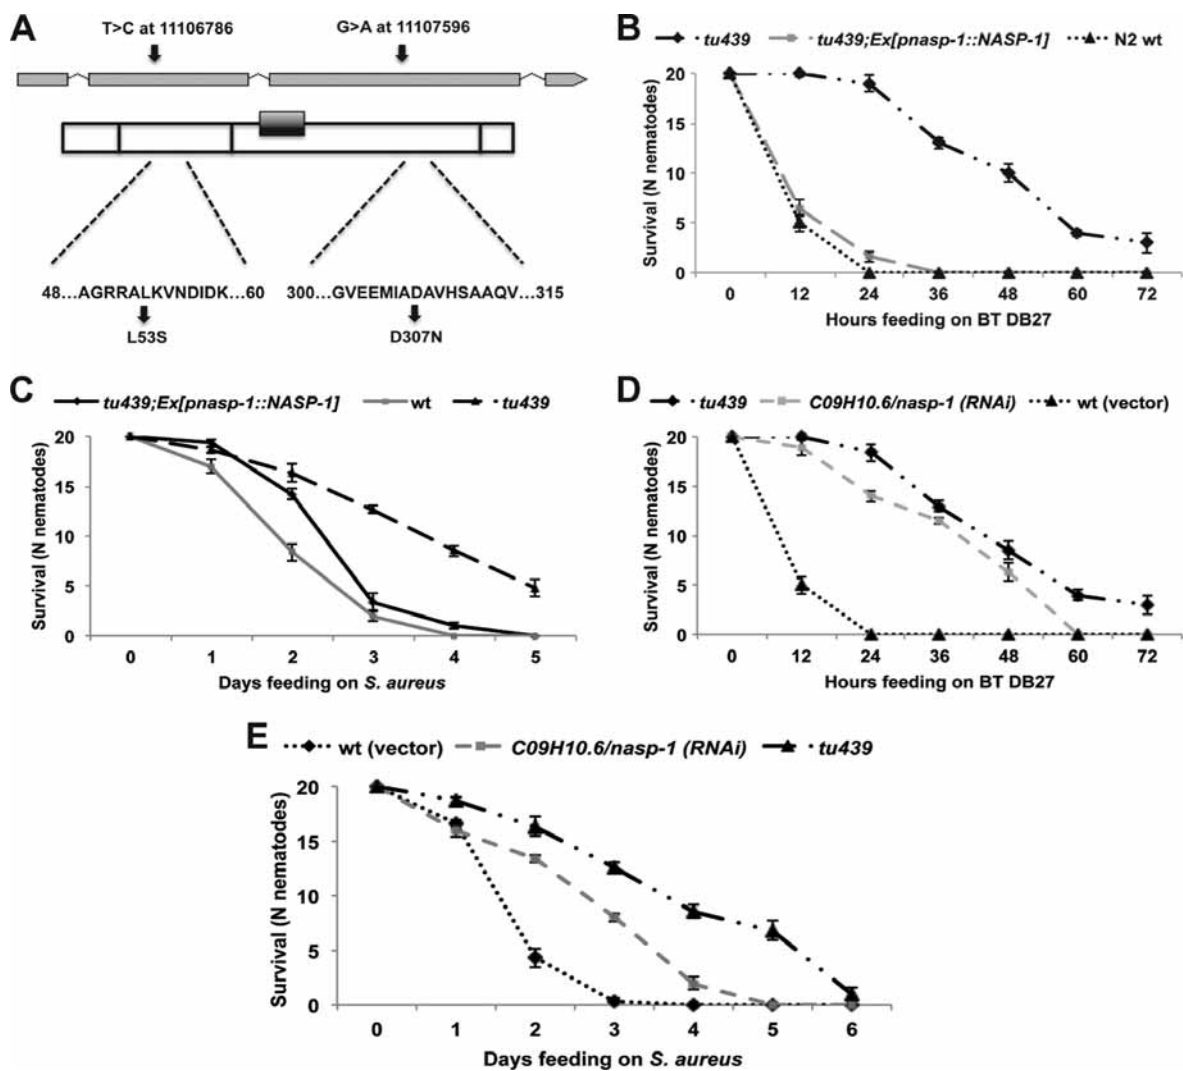 A
T>C at 11106786
G>A at 11107596
48...AGRRALKVNDIDK...60
300...GVEEMIADAVHSAAQV...315
L53S
D307N
B
tu439
tu439;Ex[pnasp-1::NASP-1]
N2 wt
Survival (N nematodes)
20
15
10
5
0
0 12 24 36 48 60 72
Hours feeding on BT DB27
C
tu439;Ex[pnasp-1::NASP-1]
wt
tu439
Survival (N nematodes)
20
15
10
5
0
0 1 2 3 4 5
Days feeding on S. aureus
D
tu439
C09H10.6/nasp-1 (RNAi)
wt (vector)
Survival (N nematodes)
20
15
10
5
0
0 12 24 36 48 60 72
Hours feeding on BT DB27
E
wt (vector)
C09H10.6/nasp-1 (RNAi)
tu439
Survival (N nematodes)
20
15
10
5
0
0 1 2 3 4 5 6
Days feeding on S. aureus